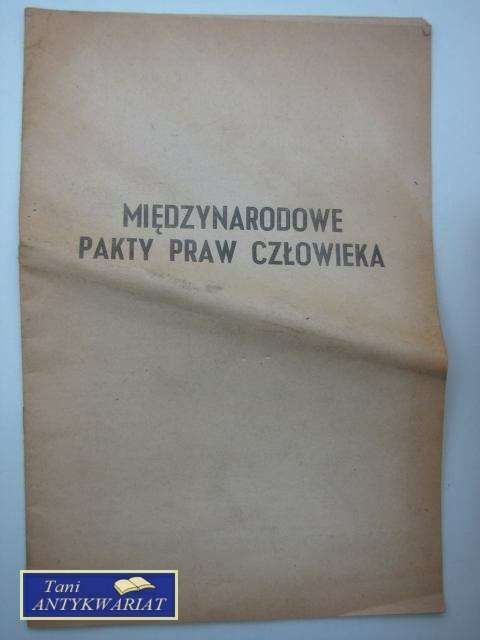 MIĘDZYNARODOWE
PAKTY PRAW CZŁOWIEKA
Tani
ANTYKWARIAT